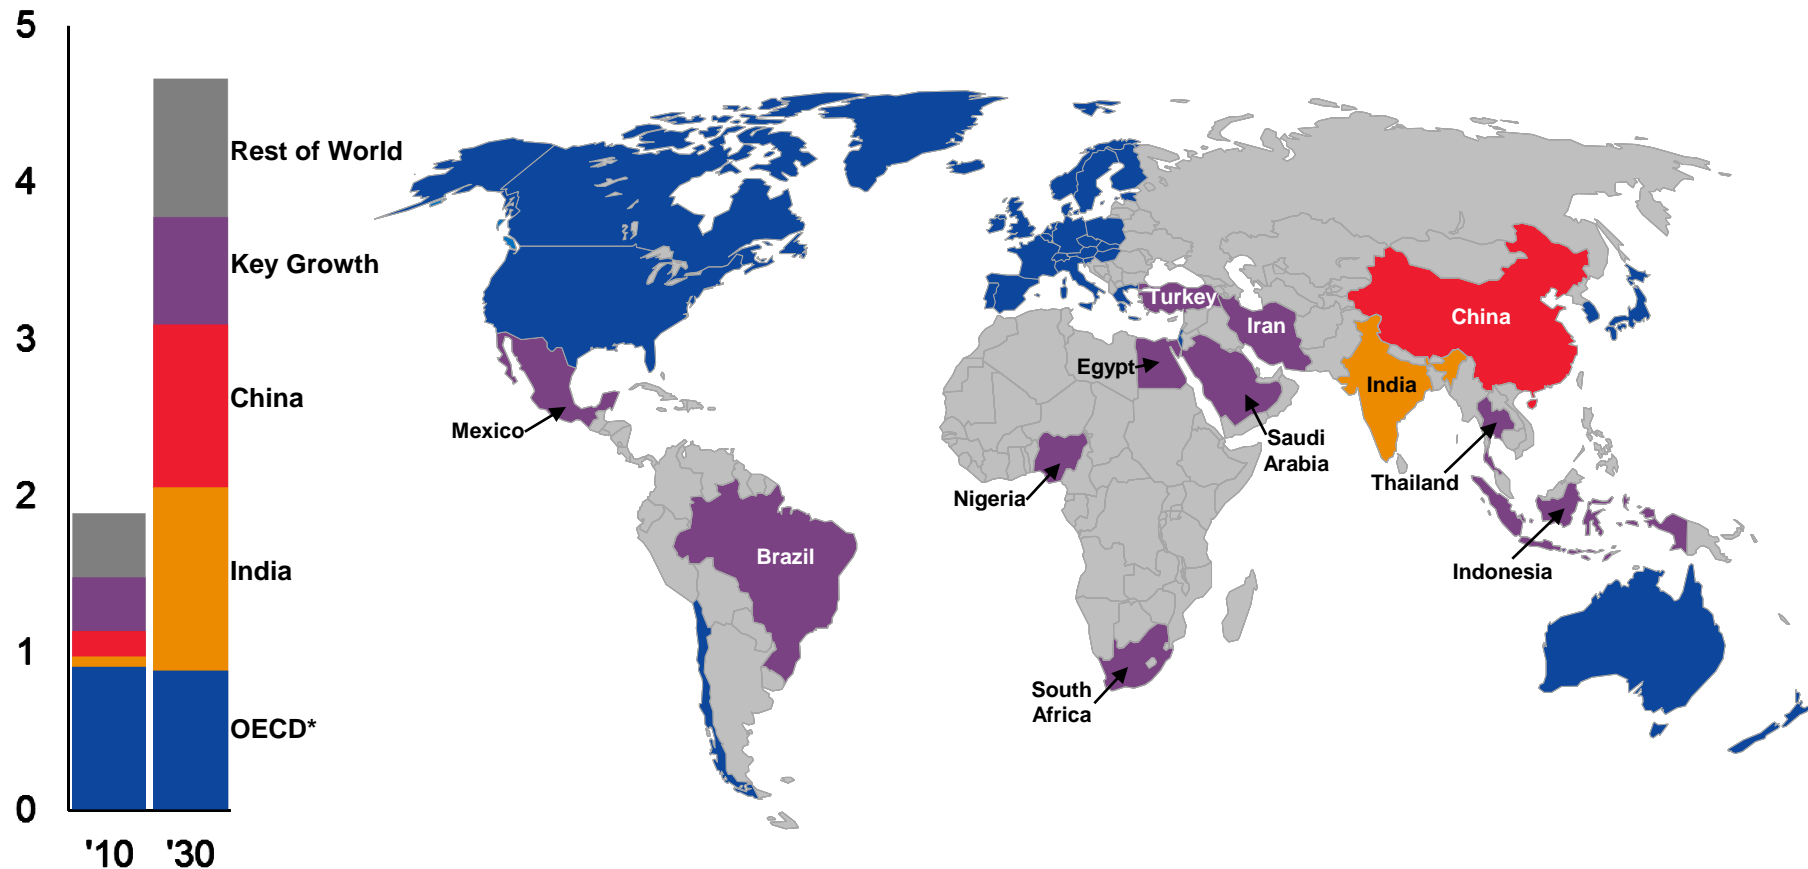 5
4
3
2
1
0
'10
'30
Rest of World
Key Growth
China
India
OECD*
Mexico
Brazil
Turkey
Iran
Egypt
Saudi
Arabia
Nigeria
South
Africa
China
India
Thailand
Indonesia